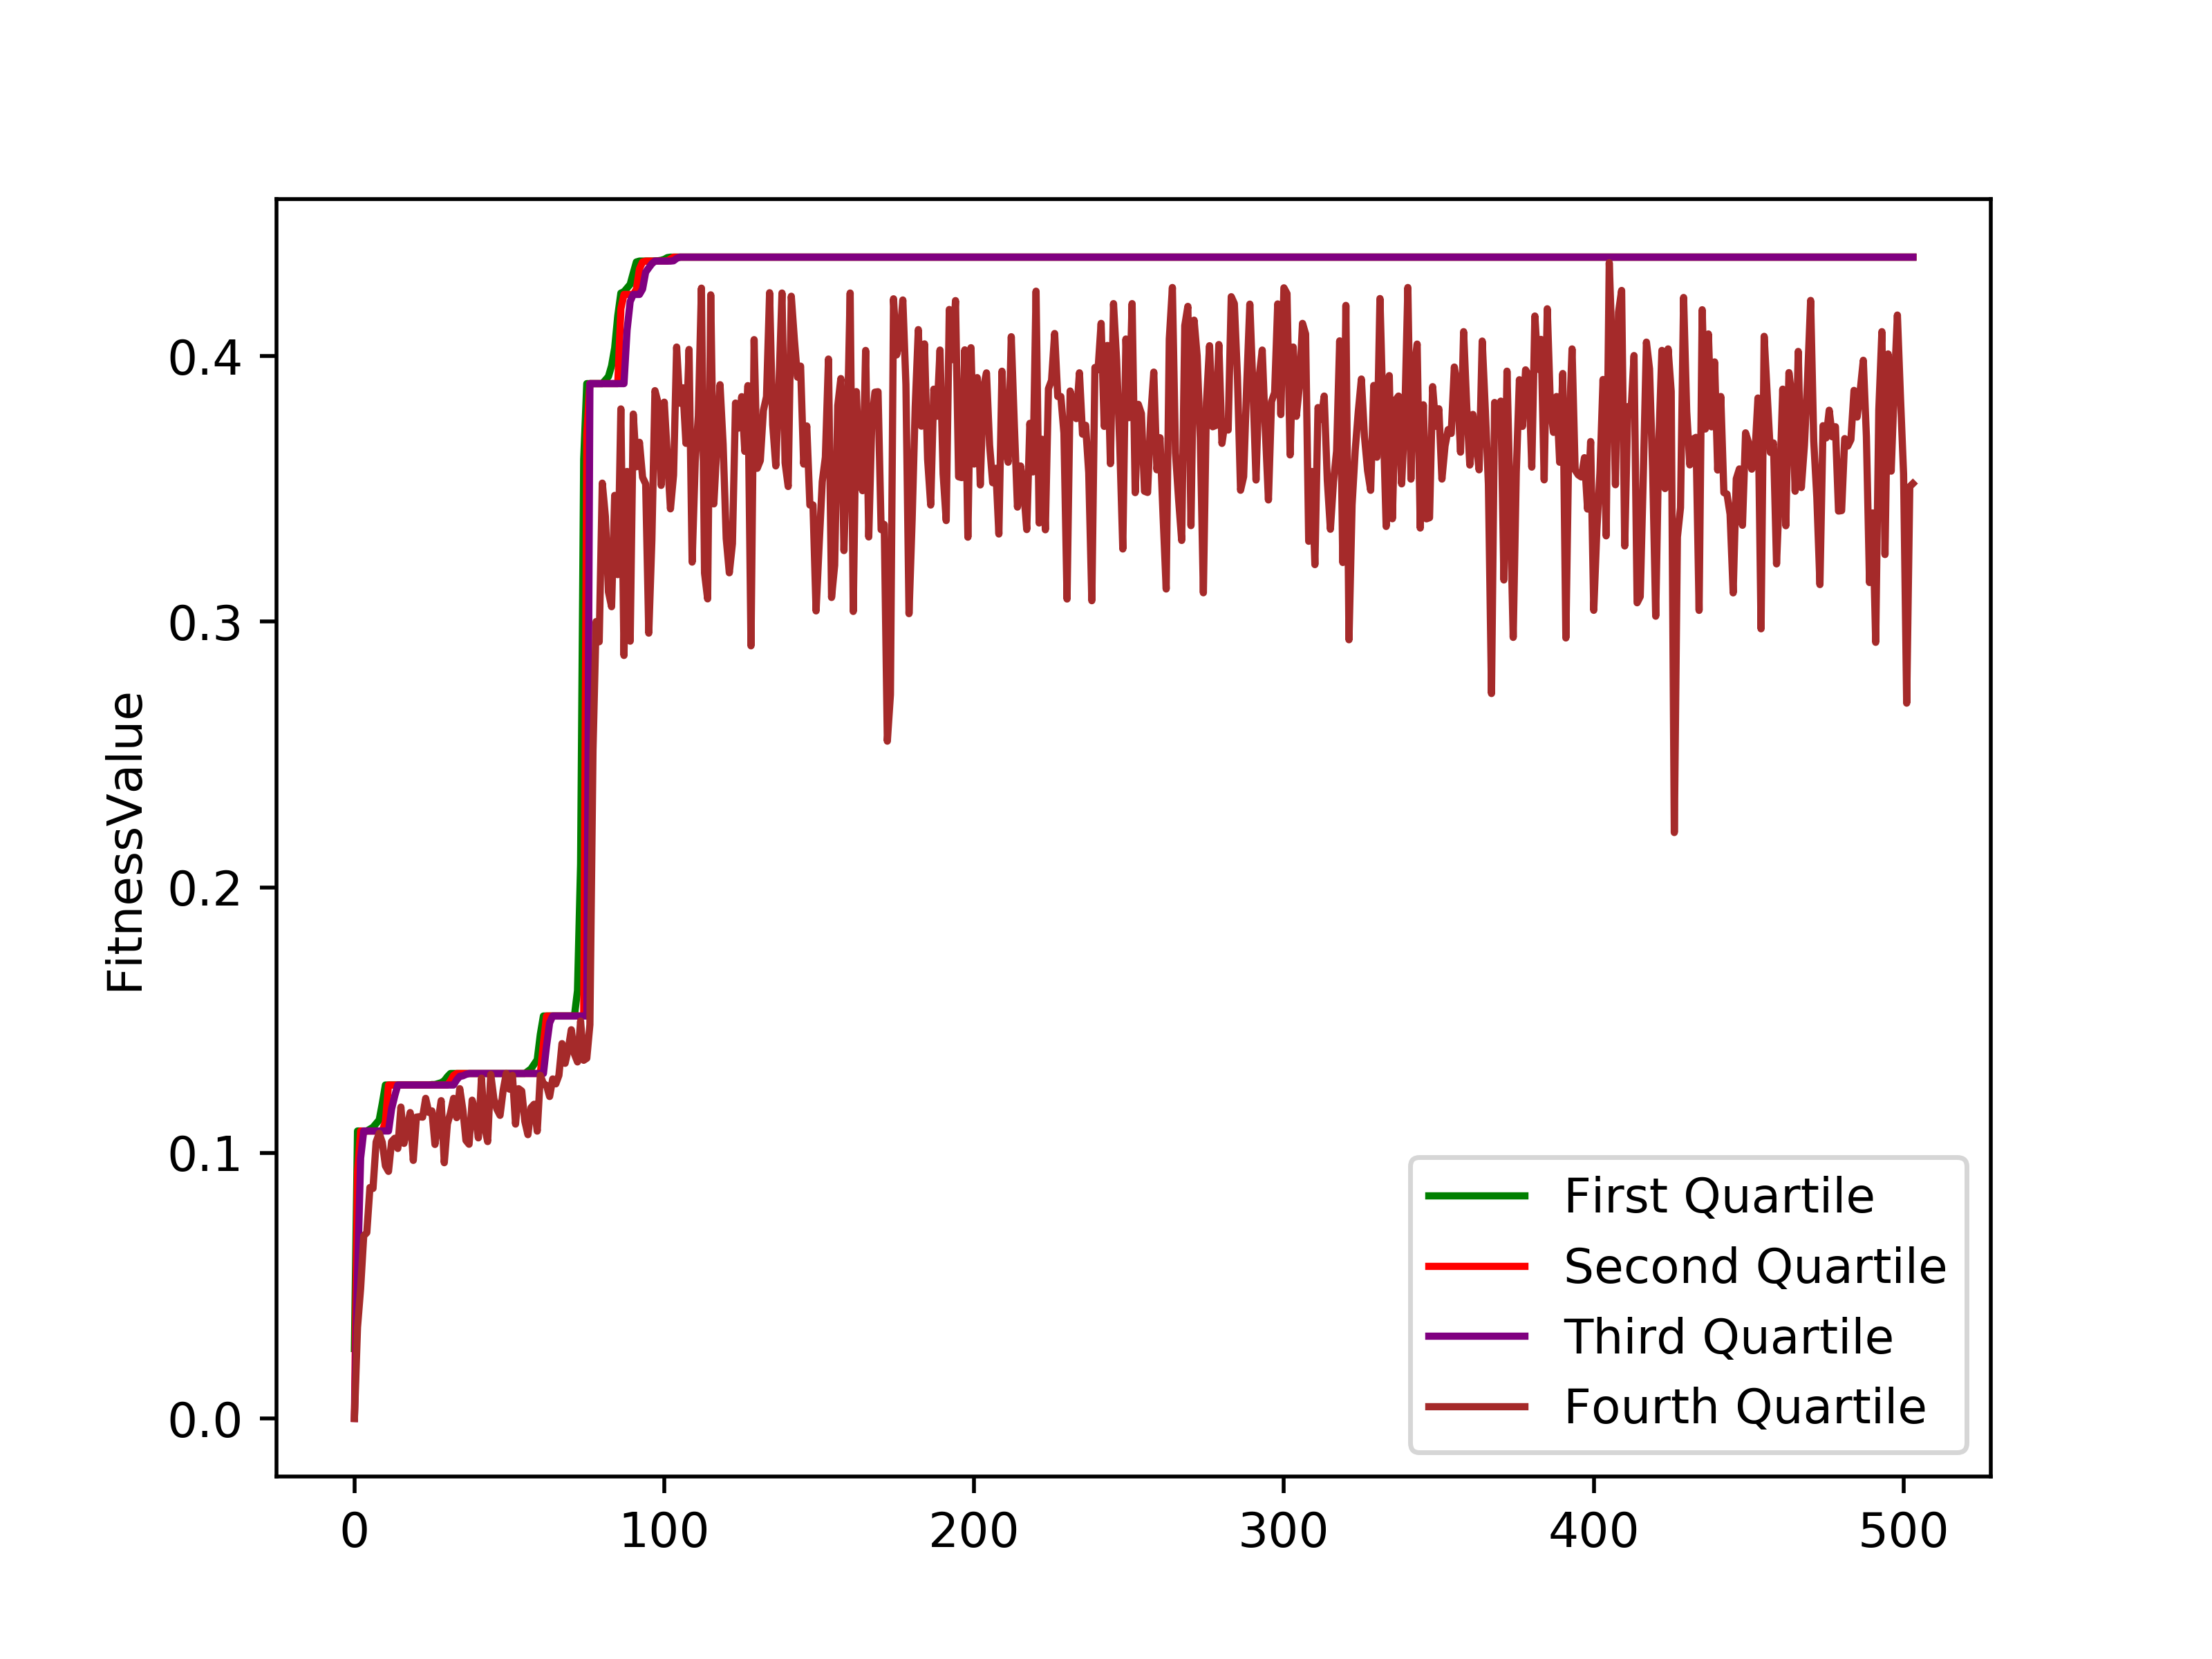 FitnessValue
0.4
0.3
0.2
0.1
0.0
0 100 200 300 400 500
First Quartile
Second Quartile
Third Quartile
Fourth Quartile